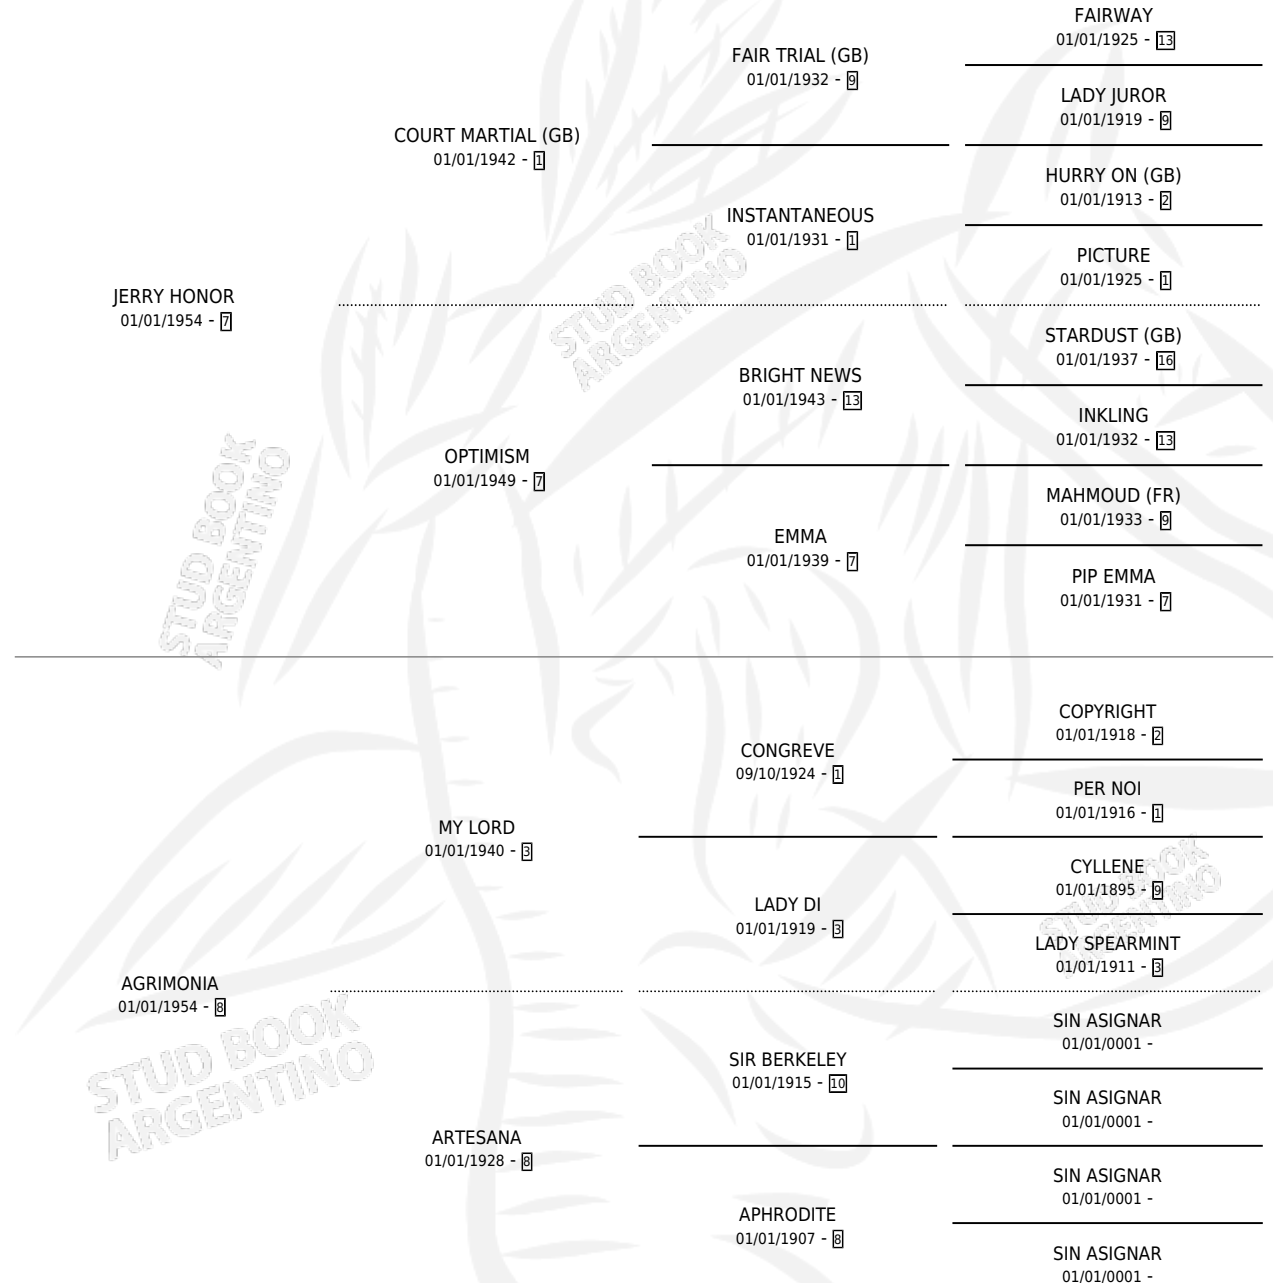 FAIRWAY
01/01/1925 - 13
FAIR TRIAL (GB)
01/01/1932 - 9
LADY JUROR
01/01/1919 - 9
COURT MARTIAL (GB)
01/01/1942 - 1
HURRY ON (GB)
01/01/1913 - 2
INSTANTANEOUS
01/01/1931 - 1
PICTURE
01/01/1925 - 1
JERRY HONOR
01/01/1954 - 7
STUD BOOK
ARGENTINO
STARDUST (GB)
01/01/1937 - 16
BRIGHT NEWS
01/01/1943 - 13
INKLING
01/01/1932 - 13
OPTIMISM
01/01/1949 - 7
MAHMOUD (FR)
01/01/1933 - 9
EMMA
01/01/1939 - 7
PIP EMMA
01/01/1931 - 7
STUD BOOK
ARGENTINO
COPYRIGHT
01/01/1918 - 2
CONGREVE
09/10/1924 - 1
PER NOI
01/01/1916 - 1
MY LORD
01/01/1940 - 3
CYLLENE
01/01/1895 - 9
LADY DI
01/01/1919 - 3
LADY SPEARMINT
01/01/1911 - 3
STUD BOOK
ARGENTINO
AGRIMONIA
01/01/1954 - 8
SIN ASIGNAR
01/01/0001 -
SIR BERKELEY
01/01/1915 - 10
SIN ASIGNAR
01/01/0001 -
STUD BOOK
ARGENTINO
ARTESANA
01/01/1928 - 8
SIN ASIGNAR
01/01/0001 -
APHRODITE
01/01/1907 - 8
SIN ASIGNAR
01/01/0001 -